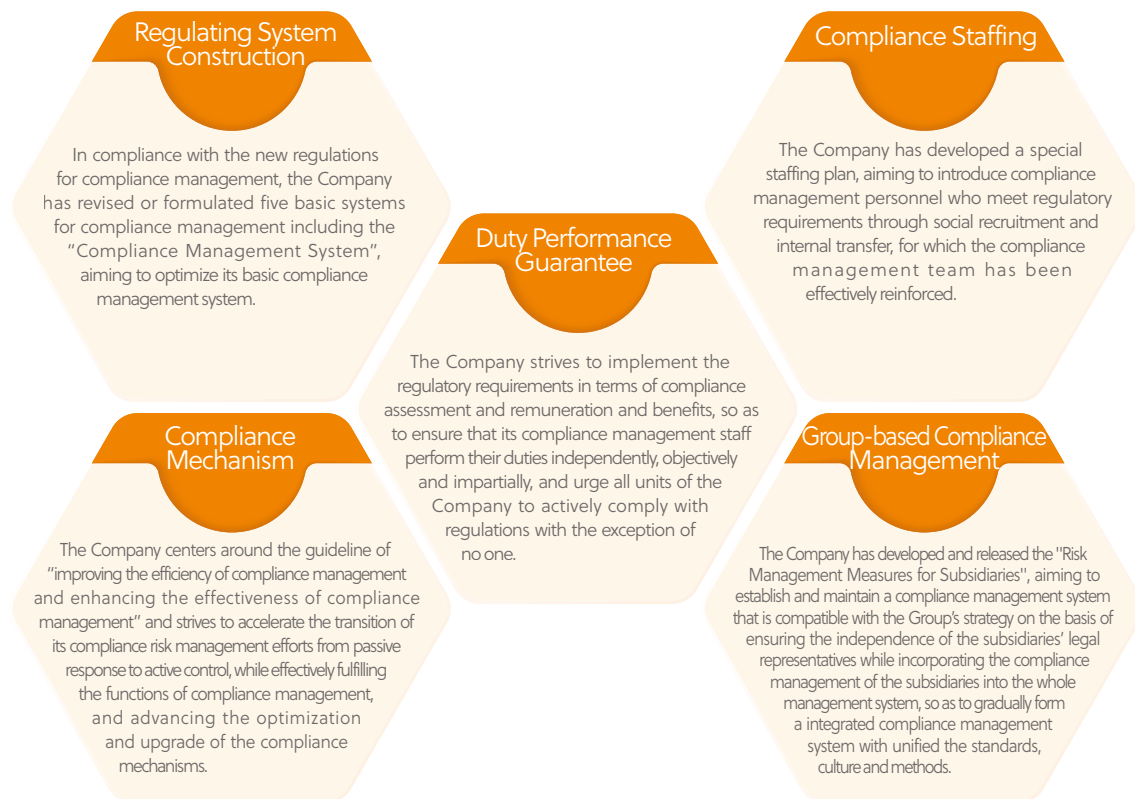 Regulating System
Construction
In compliance with the new regulations
for compliance management, the Company
has revised or formulated five basic systems
for compliance management including the
“Compliance Management System”,
aiming to optimize its basic compliance
management system.
Compliance Staffing
The Company has developed a special
staffing plan, aiming to introduce compliance
management personnel who meet regulatory
requirements through social recruitment and
internal transfer, for which the compliance
management team has been
effectively reinforced.
Duty Performance
Guarantee
The Company strives to implement the
regulatory requirements in terms of compliance
assessment and remuneration and benefits, so as
to ensure that its compliance management staff
perform their duties independently, objectively
and impartially, and urge all units of the
Company to actively comply with
regulations with the exception of
no one.
Compliance
Mechanism
The Company centers around the guideline of
“improving the efficiency of compliance management
and enhancing the effectiveness of compliance
management” and strives to accelerate the transition of
its compliance risk management efforts from passive
response to active control, while effectively fulfilling
the functions of compliance management,
and advancing the optimization
and upgrade of the compliance
mechanisms.
Group-based Compliance
Management
The Company has developed and released the "Risk
Management Measures for Subsidiaries", aiming to
establish and maintain a compliance management system
that is compatible with the Group’s strategy on the basis of
ensuring the independence of the subsidiaries’ legal
representatives while incorporating the compliance
management of the subsidiaries into the whole
management system, so as to gradually form
a integrated compliance management
system with unified the standards,
culture and methods.